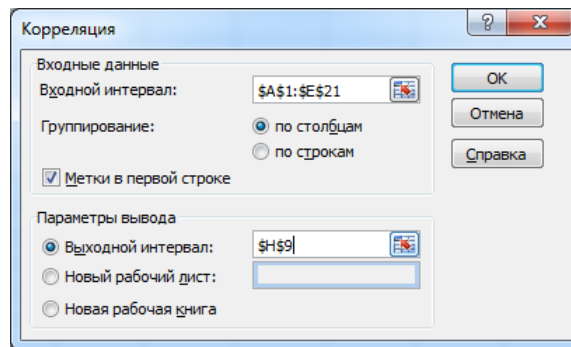 Корреляция
?
X
Входные данные
Входной интервал: $A$1:$E$21
Группирование: по столбцам
по строкам
Метки в первой строке
Параметры вывода
Выходной интервал: $H$9
Новый рабочий лист:
Новая рабочая книга
OK
Отмена
Справка